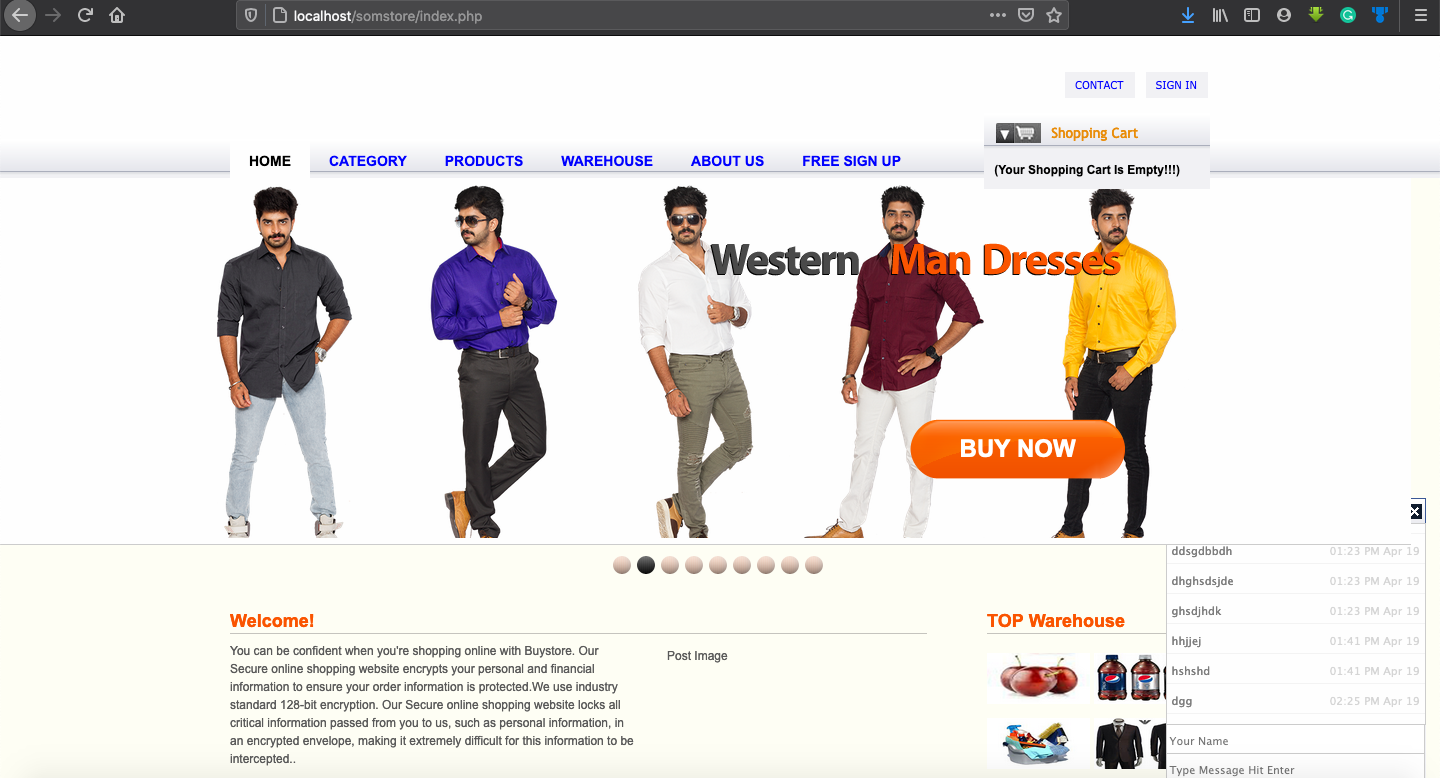 localhost/somstore/index.php
CONTACT
SIGN IN
Shopping Cart
HOME
CATEGORY
PRODUCTS
WAREHOUSE
ABOUT US
FREE SIGN UP
(Your Shopping Cart Is Empty!!!)
Western Man Dresses
BUY NOW
ddsgdbbdh 01:23 PM Apr 19
dhghsdsjde 01:23 PM Apr 19
ghsdjhdk 01:23 PM Apr 19
hhjjej 01:41 PM Apr 19
hshshd 01:41 PM Apr 19
dgg 02:25 PM Apr 19
Your Name
Type Message Hit Enter
Welcome!
You can be confident when you're shopping online with Buystore. Our
Secure online shopping website encrypts your personal and financial
information to ensure your order information is protected.We use industry
standard 128-bit encryption. Our Secure online shopping website locks all
critical information passed from you to us, such as personal information, in
an encrypted envelope, making it extremely difficult for this information to be
intercepted..
Post Image
TOP Warehouse
pepsi